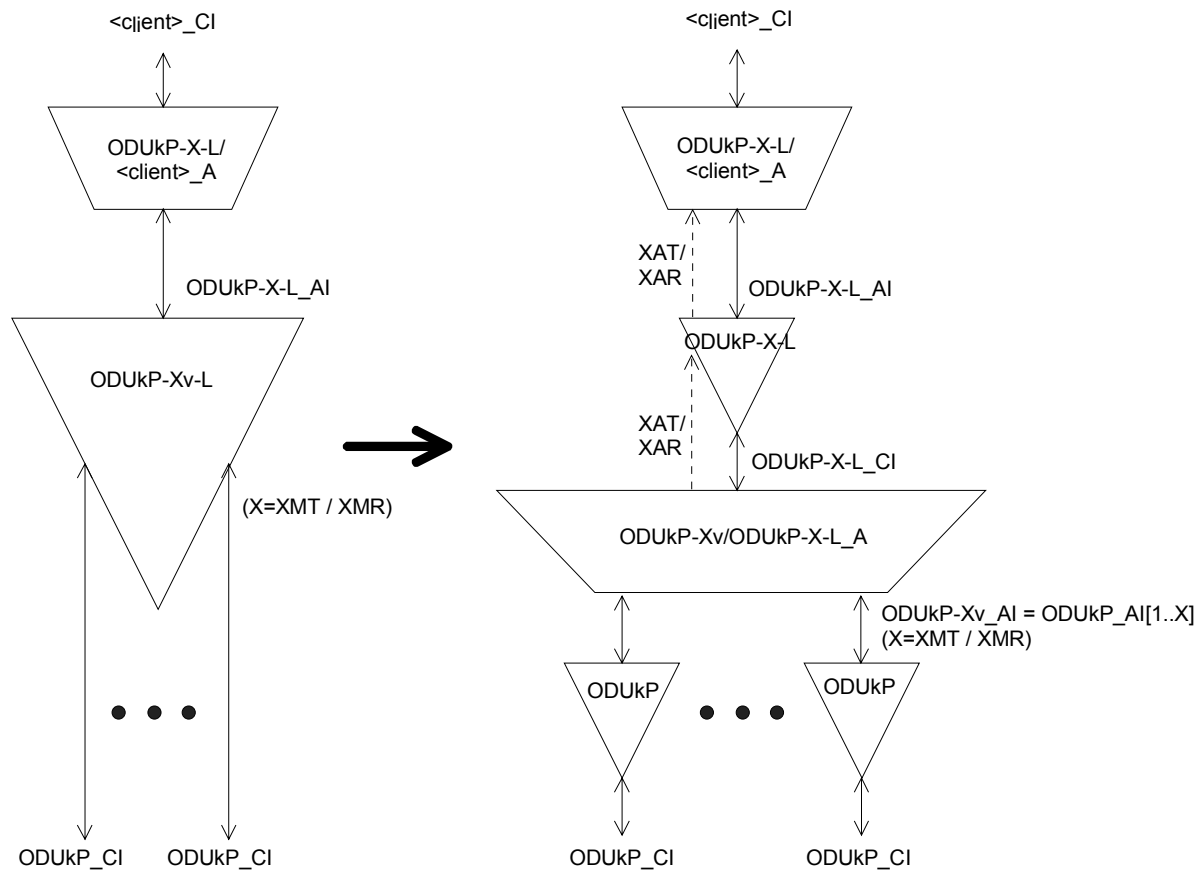 <client>_CI
ODUkP-X-L/
<client>_A
ODUkP-X-L_AI
ODUkP-Xv-L
(X=XMT / XMR)
ODUkP_CI
ODUkP_CI
<client>_CI
ODUkP-X-L/
<client>_A
XAT/
XAR
ODUkP-X-L_AI
ODUkP-X-L
XAT/
XAR
ODUkP-X-L_CI
ODUkP-Xv/ODUkP-X-L_A
ODUkP-Xv_AI = ODUkP_AI[1..X]
(X=XMT / XMR)
ODUkP
ODUkP
ODUkP_CI
ODUkP_CI